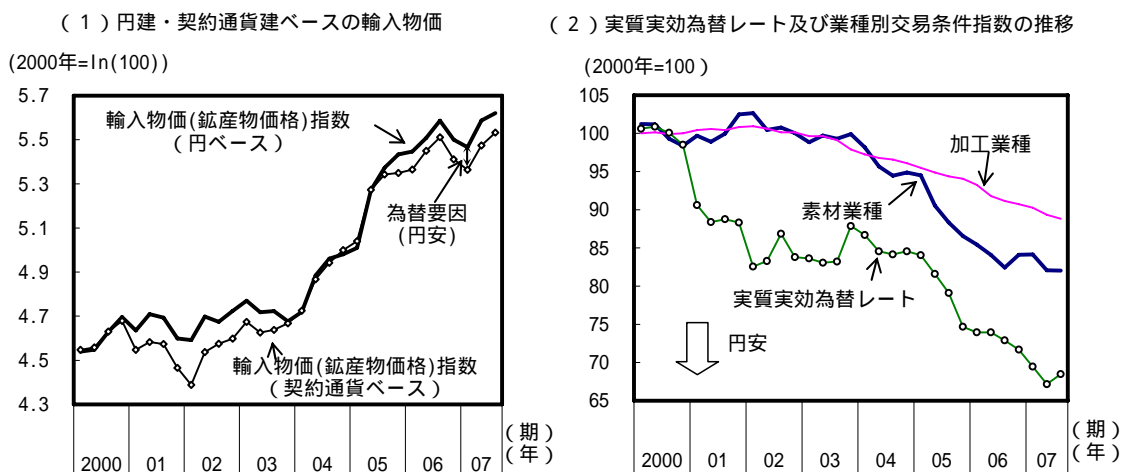 （１）円建・契約通貨建ベースの輸入物価
(2000年=ln(100))
5.7
5.5
5.3
5.1
4.9
4.7
4.5
4.3
輸入物価(鉱産物価格)指数
（円ベース）
為替要因
(円安)
輸入物価(鉱産物価格)指数
（契約通貨ベース）
2000 01 02 03 04 05 06 07
（期）
（年）
（２）実質実効為替レート及び業種別交易条件指数の推移
(2000年=100）
105
100
95
90
85
80
75
70
65
加工業種
素材業種
実質実効為替レート
円安
2000 01 02 03 04 05 06 07
（期）
（年）